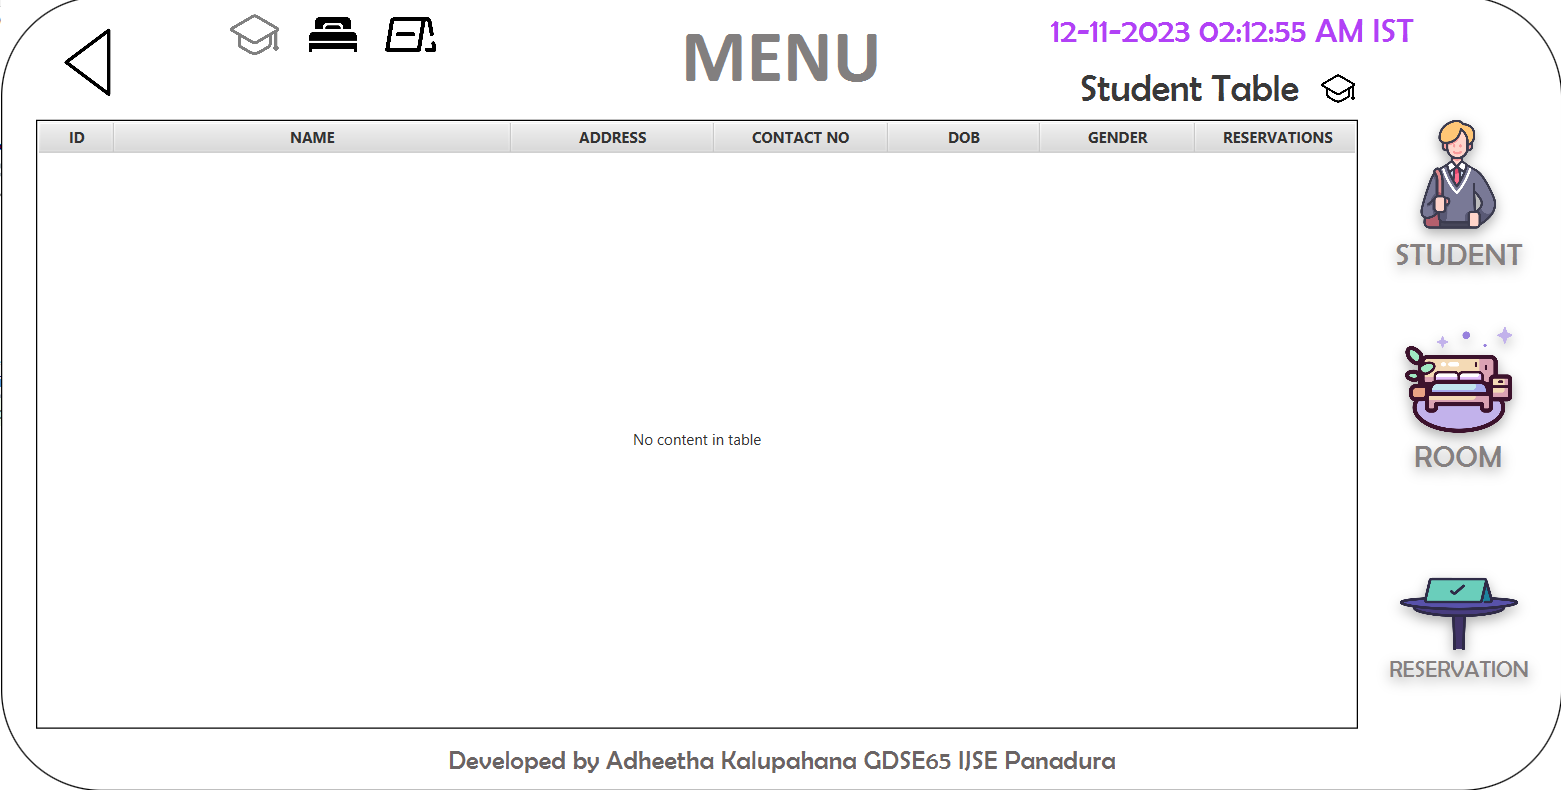 MENU
12-11-2023 02:12:55 AM IST
Student Table
ID NAME ADDRESS CONTACT NO DOB GENDER RESERVATIONS
No content in table
STUDENT
ROOM
RESERVATION
Developed by Adheetha Kalupahana GDSE65 IJSE Panadura